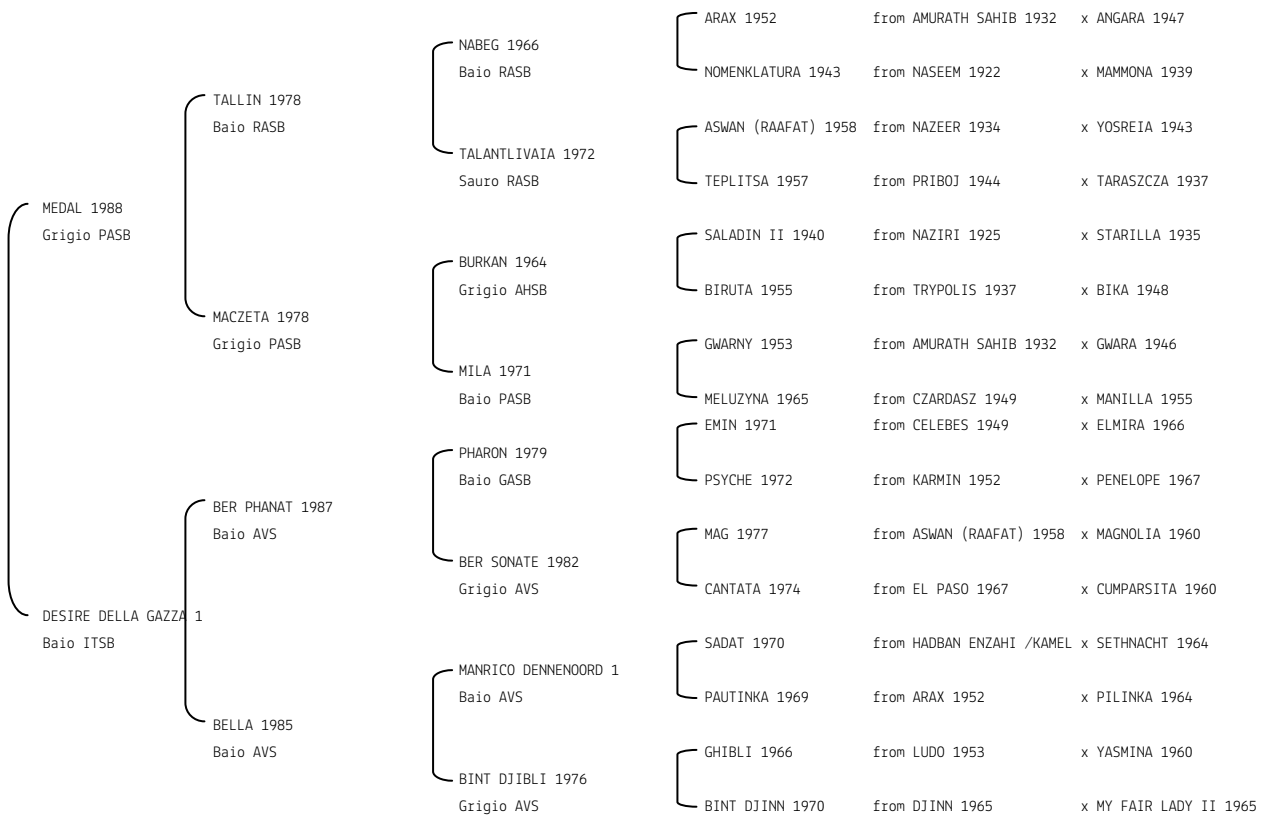 ARAX 1952 from AMURATH SAHIB 1932 x ANGARA 1947
NABEG 1966
Baio RASB
NOMENKLATURA 1943 from NASEEM 1922 x MAMMONA 1939
TALLIN 1978
Baio RASB
ASWAN (RAAFAT) 1958 from NAZEER 1934 x YOSREIA 1943
TALANTLIVAIA 1972
Sauro RASB
TEPLITSA 1957 from PRIBOJ 1944 x TARASZCZA 1937
MEDAL 1988
Grigio PASB
SALADIN II 1940 from NAZIRI 1925 x STARILLA 1935
BURKAN 1964
Grigio AHSB
BIRUTA 1955 from TRYPOLIS 1937 x BIKA 1948
MACZETA 1978
Grigio PASB
GWARNY 1953 from AMURATH SAHIB 1932 x GWARA 1946
MILA 1971
Baio PASB
MELUZYNA 1965 from CZARDASZ 1949 x MANILLA 1955
EMIN 1971 from CELEBES 1949 x ELMIRA 1966
PHARON 1979
Baio GASB
PSYCHE 1972 from KARMIN 1952 x PENELOPE 1967
BER PHANAT 1987
Baio AVS
MAG 1977 from ASWAN (RAAFAT) 1958 x MAGNOLIA 1960
BER SONATE 1982
Grigio AVS
CANTATA 1974 from EL PASO 1967 x CUMPARSITA 1960
DESIRE DELLA GAZZA 1
Baio ITSB
SADAT 1970 from HADBAN ENZAHI /KAMEL x SETHNACHT 1964
MANRICO DENNENOORD 1
Baio AVS
PAUTINKA 1969 from ARAX 1952 x PILINKA 1964
BELLA 1985
Baio AVS
GHIBLI 1966 from LUDO 1953 x YASMINA 1960
BINT DJIBLI 1976
Grigio AVS
BINT DJINN 1970 from DJINN 1965 x MY FAIR LADY II 1965